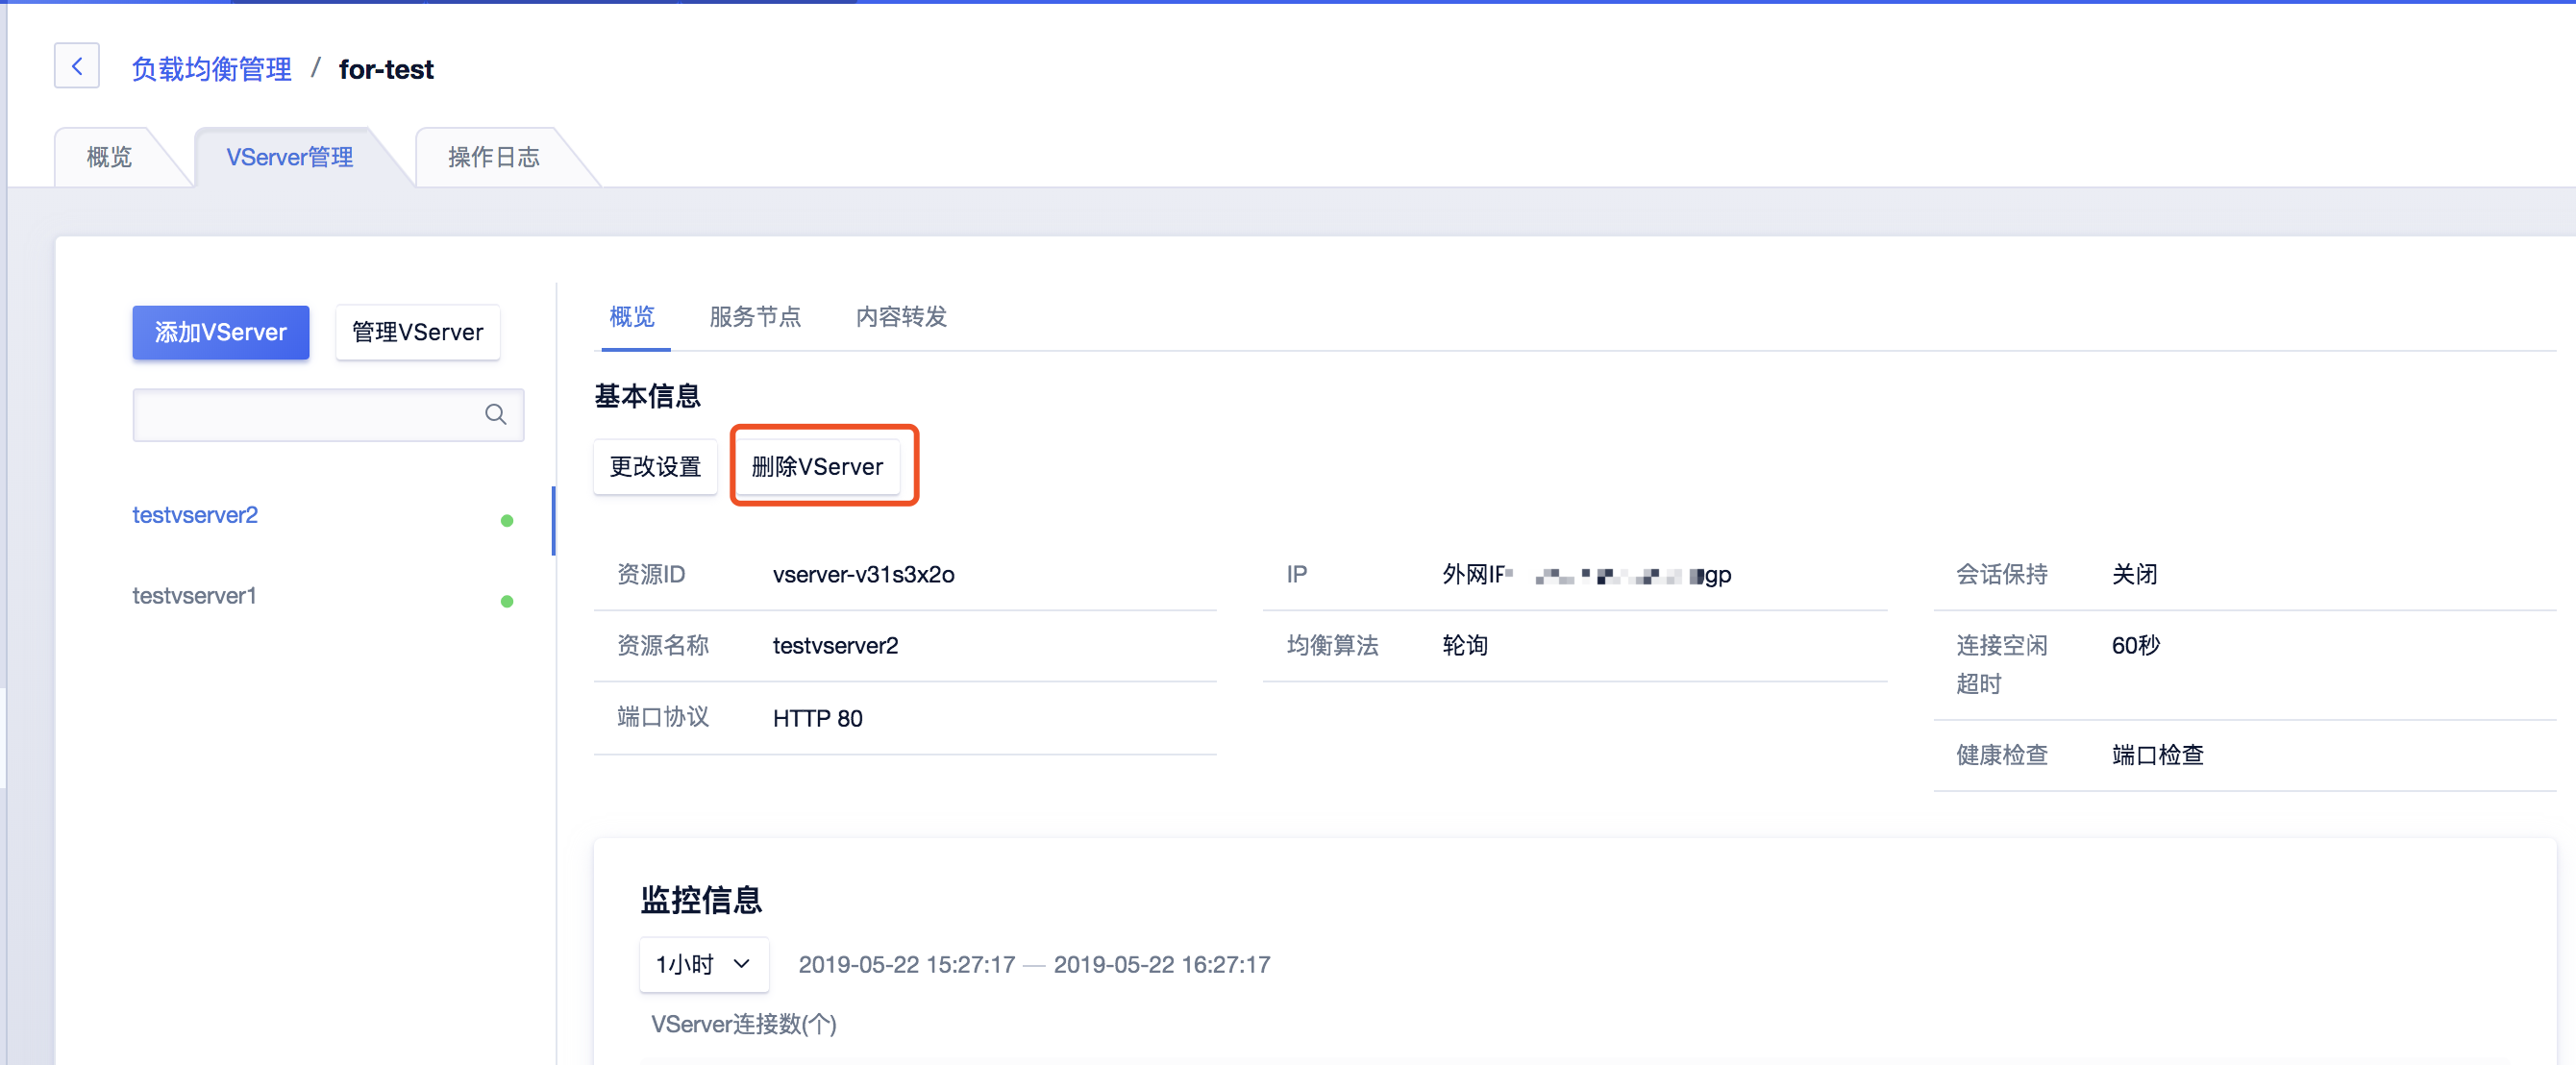 负载均衡管理 / for-test
概览
VServer管理
操作日志
添加VServer
管理VServer
testvserver2
testvserver1
概览
服务节点
内容转发
基本信息
更改设置
删除VServer
资源ID vserver-v31s3x2o
资源名称 testvserver2
端口协议 HTTP 80
IP 外网IP gp
均衡算法 轮询
会话保持 关闭
连接空闲 60秒
超时
健康检查 端口检查
监控信息
1小时
2019-05-22 15:27:17 — 2019-05-22 16:27:17
VServer连接数(个)